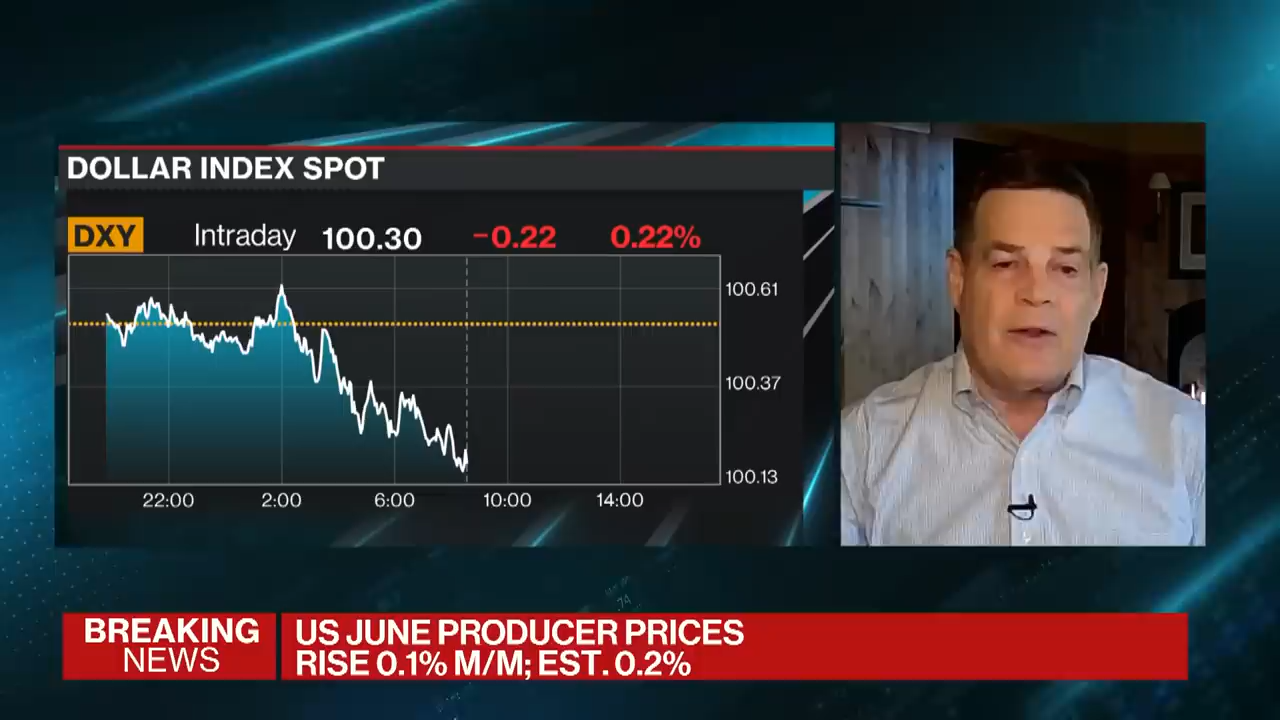 DOLLAR INDEX SPOT
DXY Intraday 100.30 −0.22 0.22%
100.61
100.37
100.13
22:00 2:00 6:00 10:00 14:00
BREAKING
NEWS
US JUNE PRODUCER PRICES
RISE 0.1% M/M; EST. 0.2%